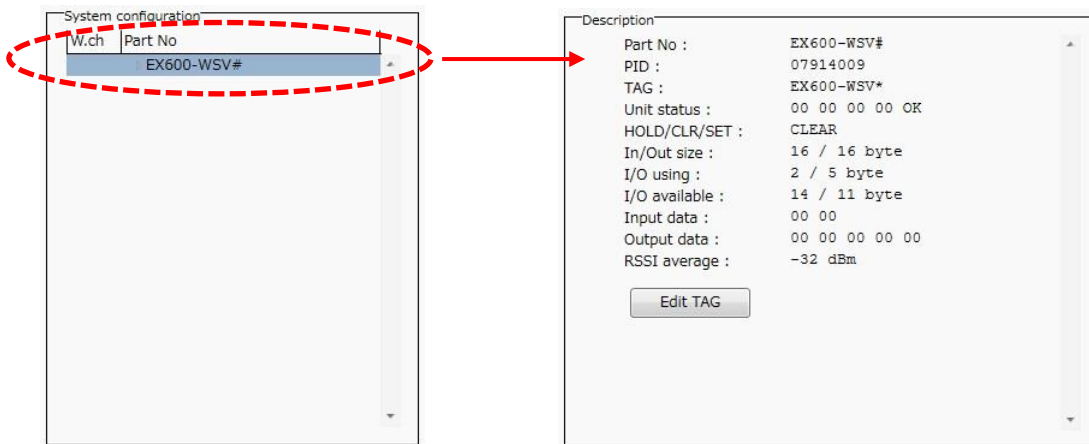 System configuration
W.ch Part No
EX600-WSV#
Description
Part No : EX600-WSV#
PID : 07914009
TAG : EX600-WSV*
Unit status : 00 00 00 00 OK
HOLD/CLR/SET : CLEAR
In/Out size : 16 / 16 byte
I/O using : 2 / 5 byte
I/O available : 14 / 11 byte
Input data : 00 00
Output data : 00 00 00 00 00
RSSI average : -32 dBm
Edit TAG